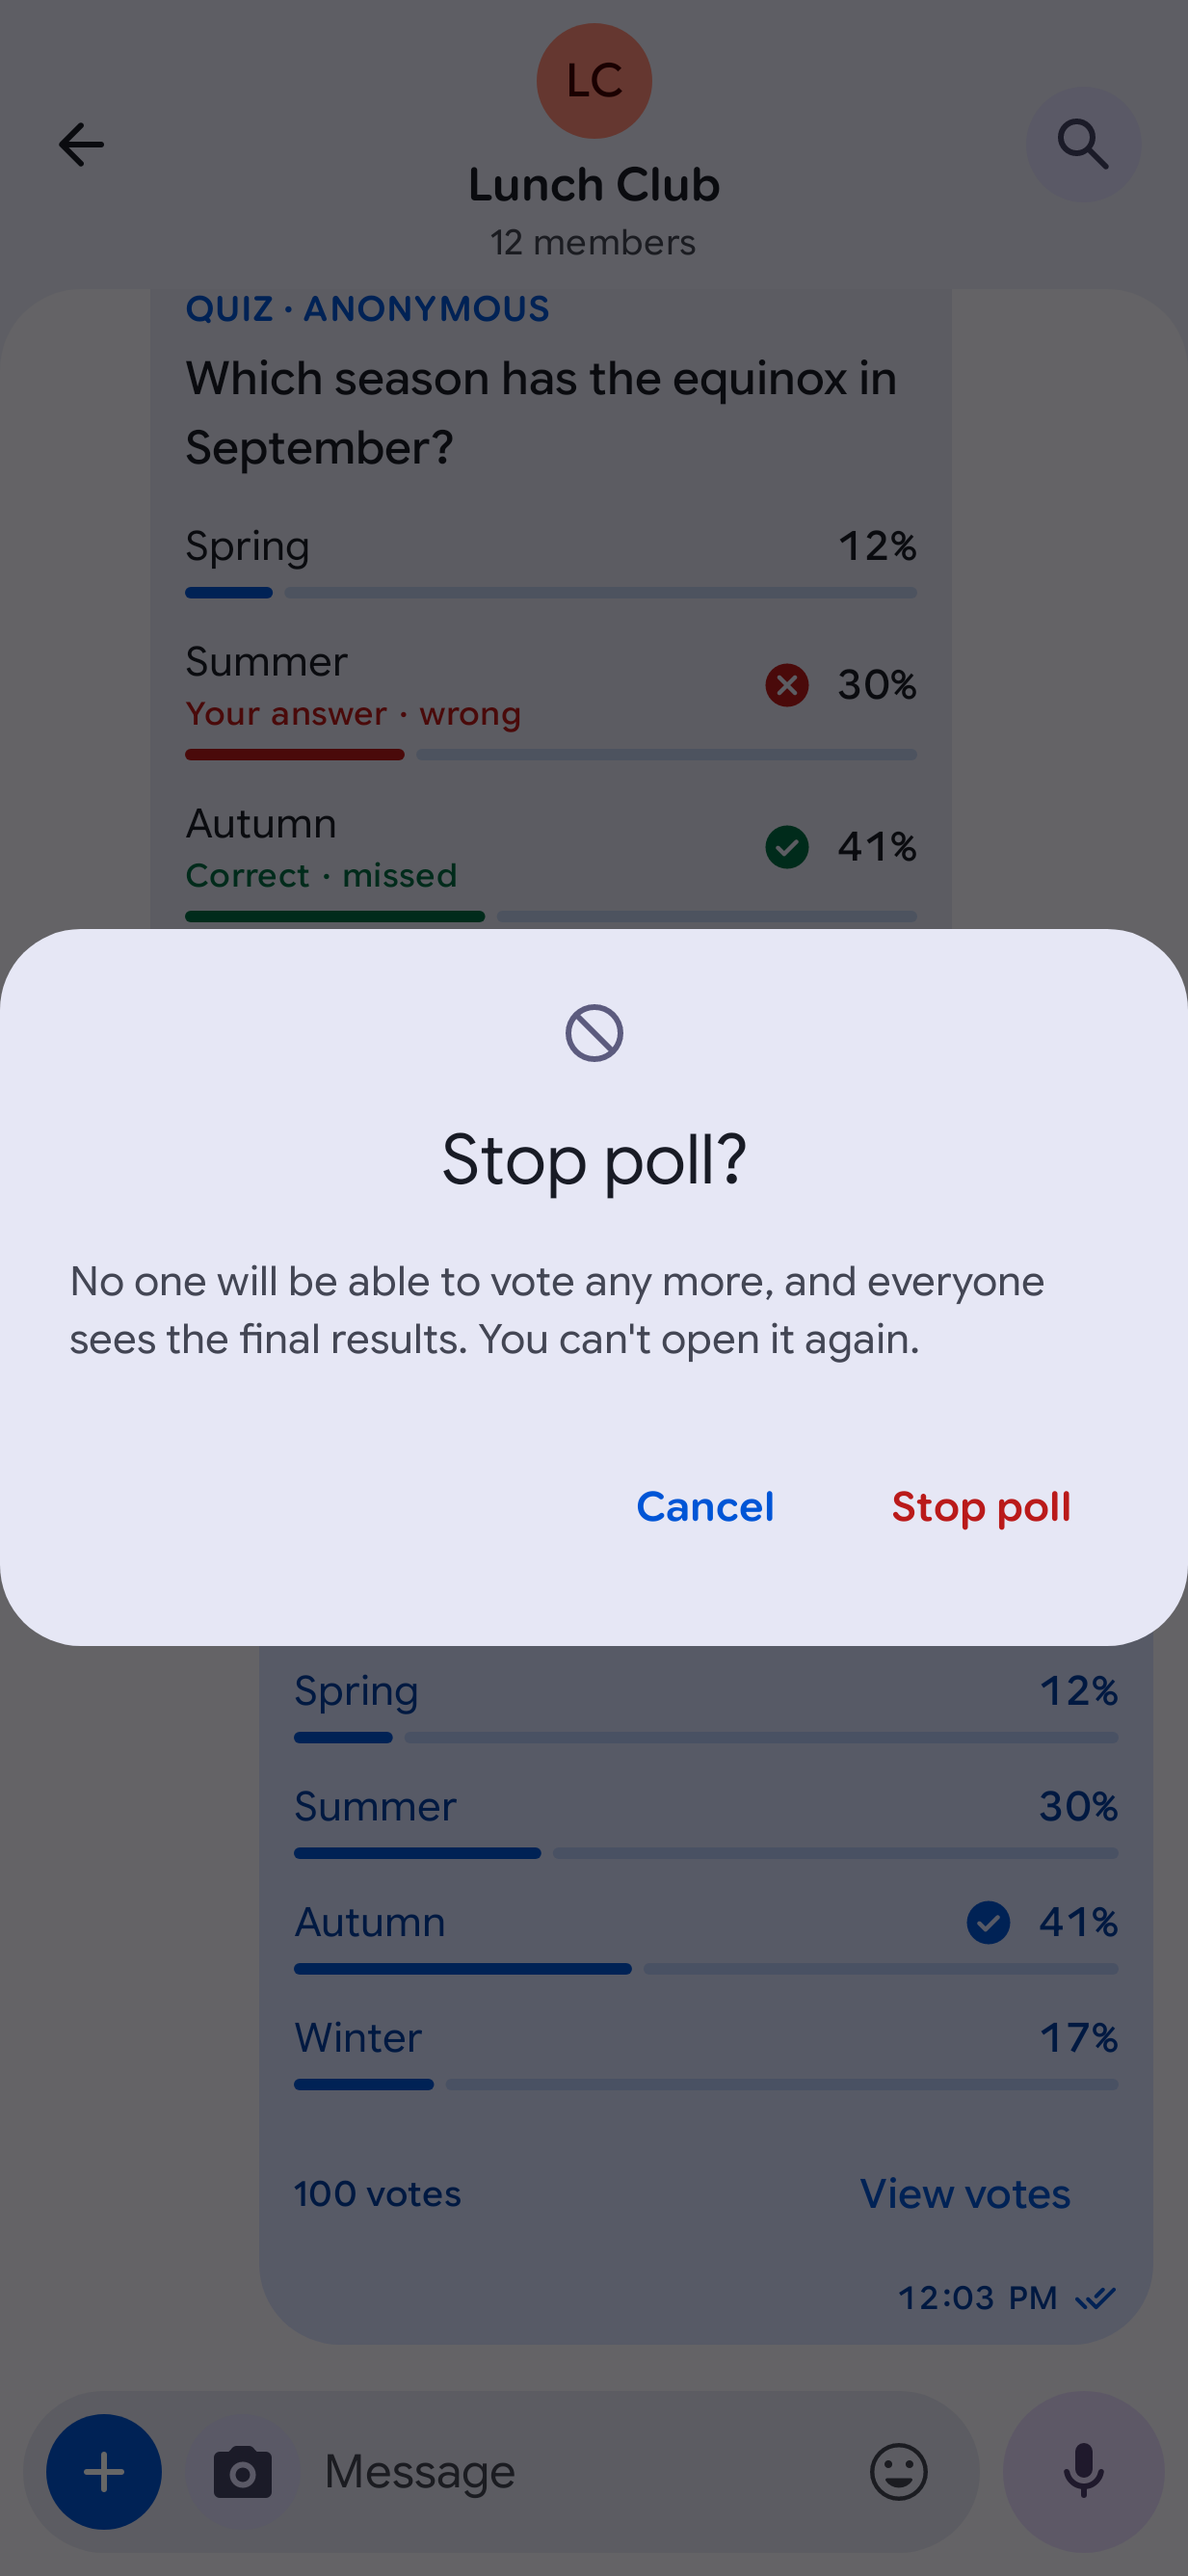 LC
Lunch Club
12 members
QUIZ · ANONYMOUS
Which season has the equinox in
September?
Spring 12%
Summer
Your answer · wrong 30%
Autumn
Correct · missed 41%
Stop poll?
No one will be able to vote any more, and everyone
sees the final results. You can't open it again.
Cancel Stop poll
Spring 12%
Summer 30%
Autumn 41%
Winter 17%
100 votes View votes
12:03 PM
Message